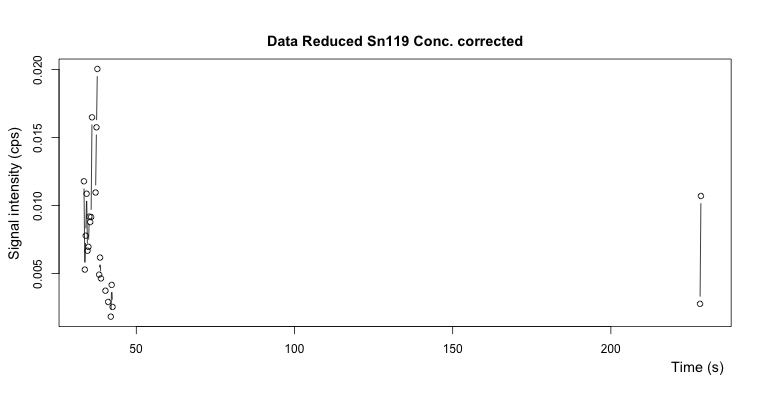 Data Reduced Sn119 Conc. corrected
Signal intensity (cps)
0.020
0.015
0.010
0.005
50 100 150 200
Time (s)